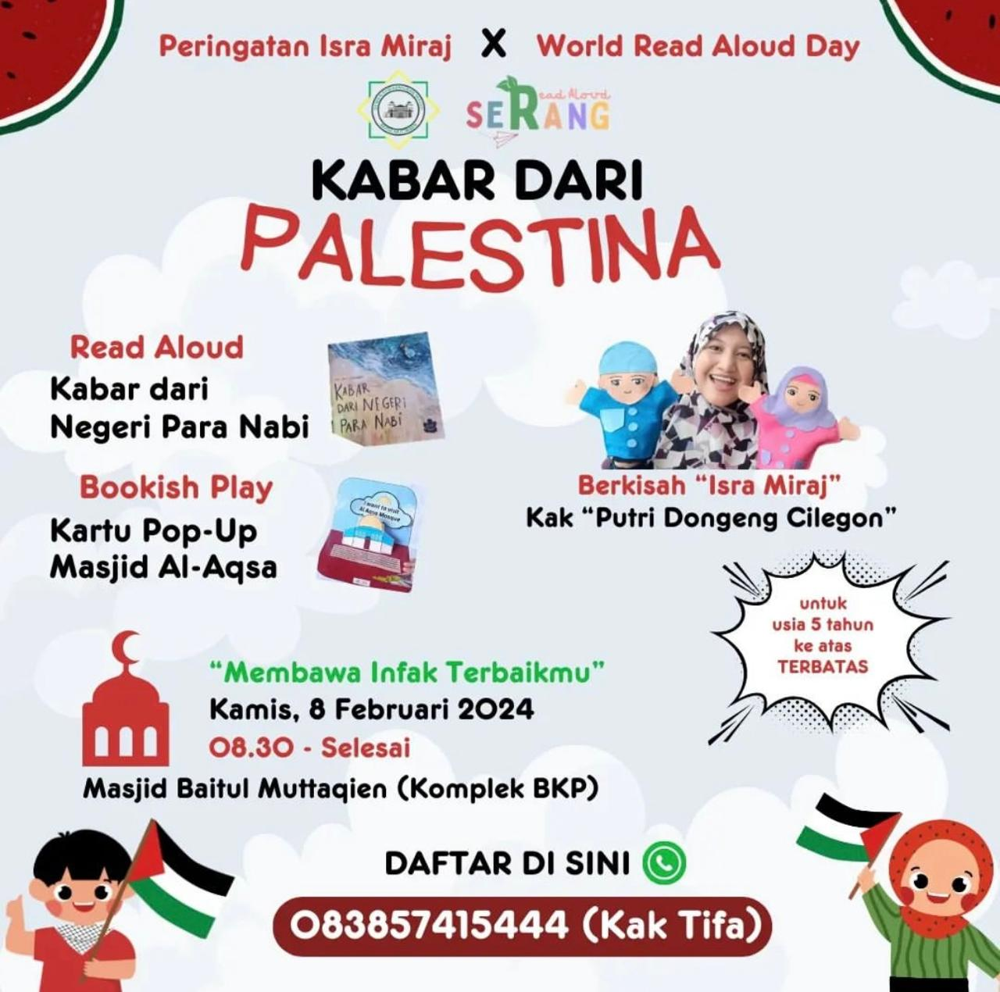 Peringatan Isra Miraj X World Read Aloud Day
Read Aloud
SERANG
KABAR DARI
PALESTINA
Read Aloud
Kabar dari
Negeri Para Nabi
KABAR
DARI NEGERI
PARA NABI
Bookish Play
Kartu Pop-Up
Masjid Al-Aqsa
I want to visit
Al Aqsa Mosque
Berkisah "Isra Miraj"
Kak "Putri Dongeng Cilegon"
untuk
usia 5 tahun
ke atas
TERBATAS
"Membawa Infak Terbaikmu"
Kamis, 8 Februari 2024
08.30 - Selesai
Masjid Baitul Muttaqien (Komplek BKP)
DAFTAR DI SINI
083857415444 (Kak Tifa)